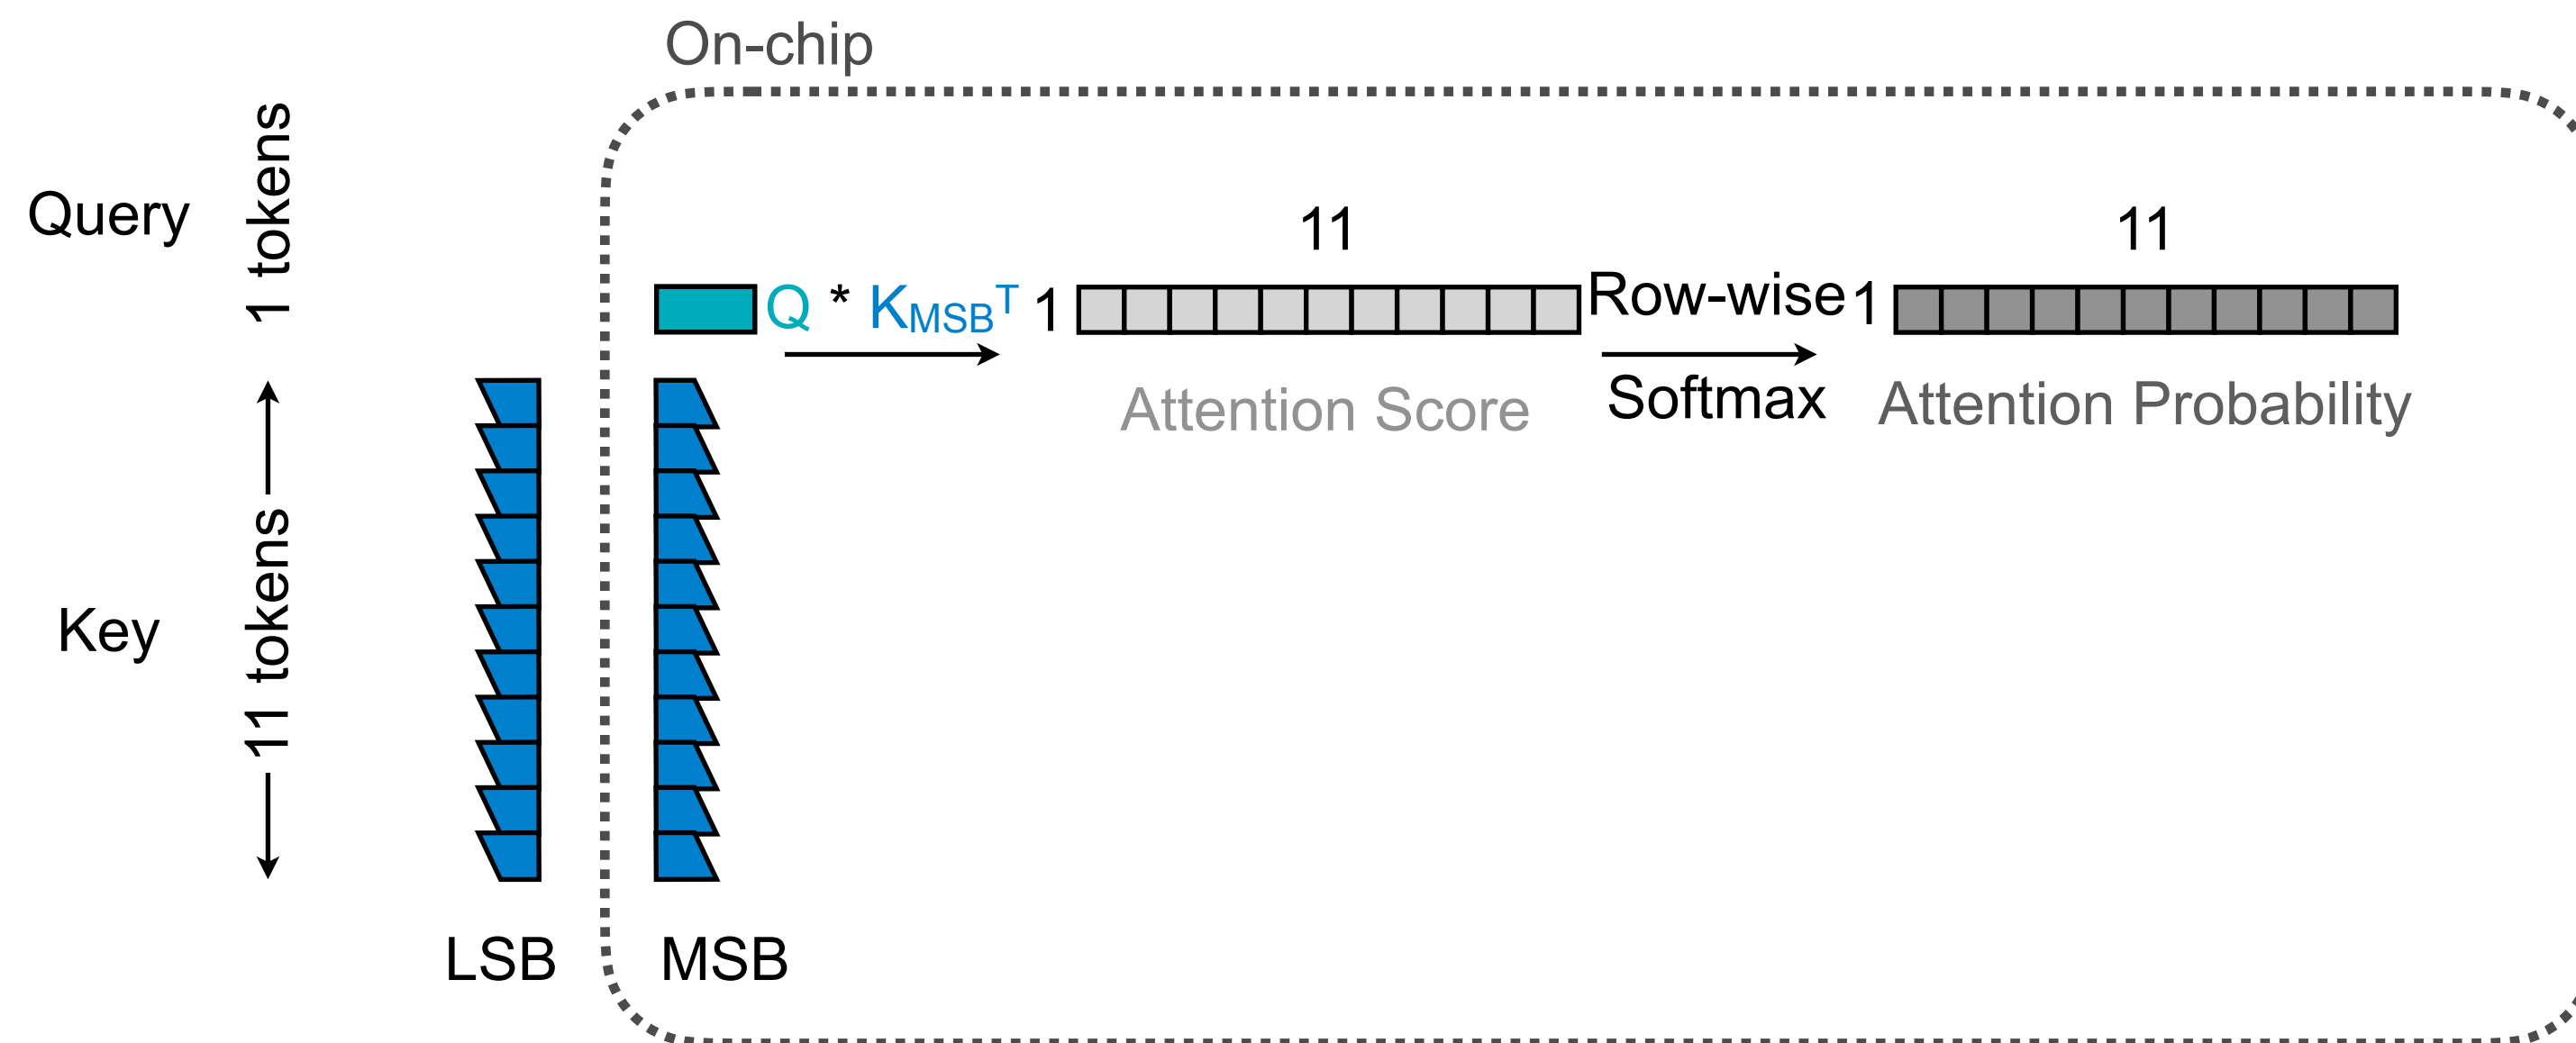 On-chip
Query
1 tokens
Q * K_MSB^T
1
11
Attention Score
Row-wise
Softmax
1
11
Attention Probability
Key
11 tokens
LSB
MSB